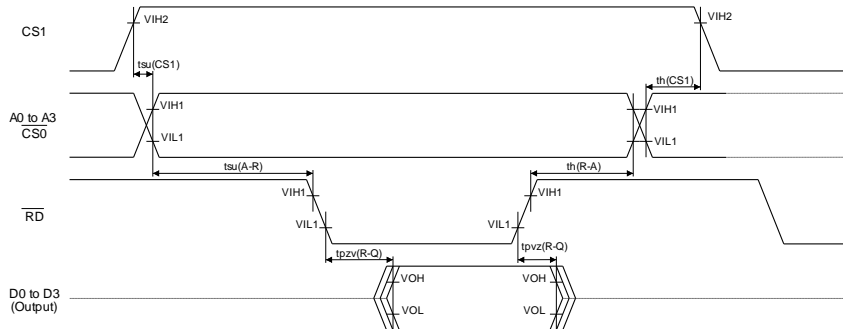 CS1
VIH2
VIH2
tsu(CS1)
th(CS1)
A0 to A3
CS0
VIH1
VIH1
VIL1
VIL1
tsu(A-R)
th(R-A)
RD
VIH1
VIH1
VIL1
VIL1
tpzv(R-Q)
tpvz(R-Q)
D0 to D3
(Output)
VOH
VOH
VOL
VOL